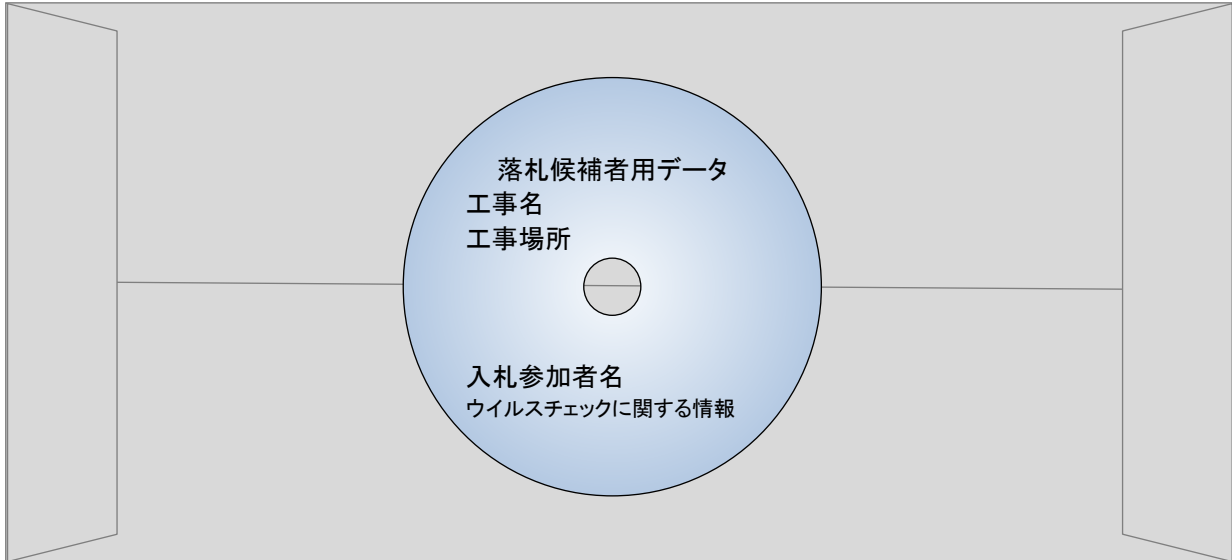 落札候補者用データ
工事名
工事場所
入札参加者名
ウイルスチェックに関する情報